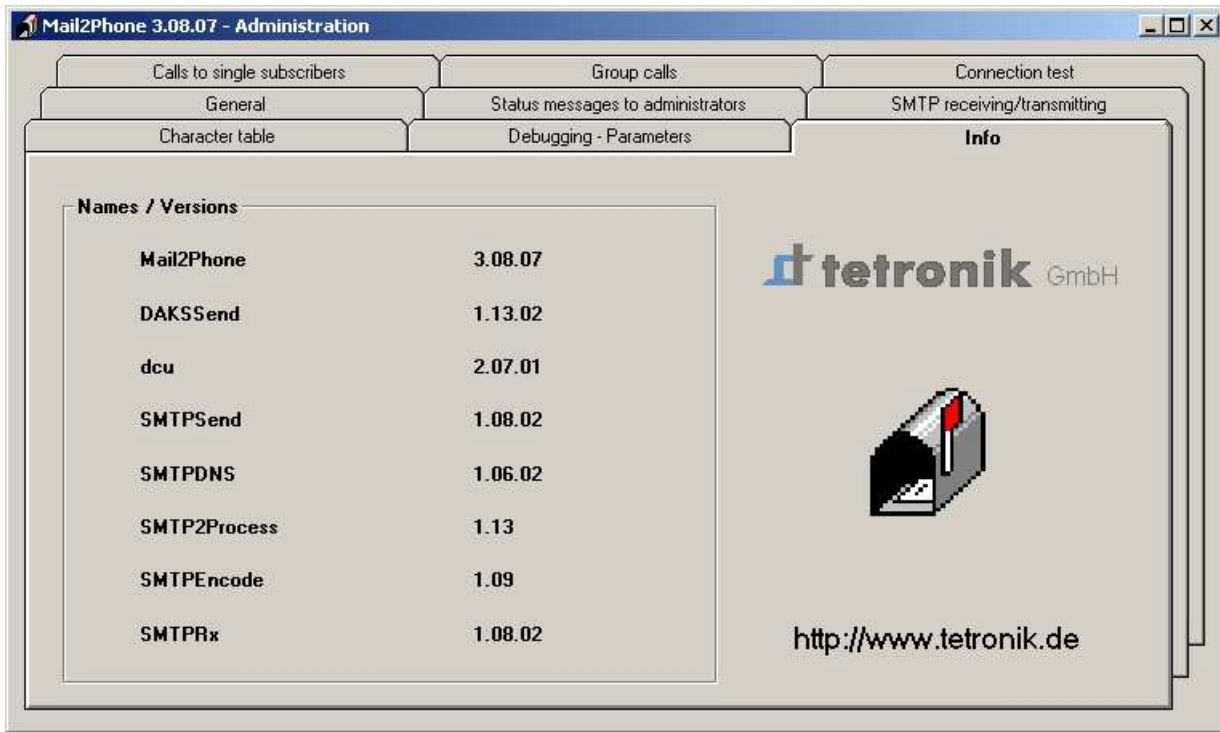 Mail2Phone 3.08.07 - Administration
Calls to single subscribers Group calls Connection test
General Status messages to administrators SMTP receiving/transmitting
Character table Debugging - Parameters Info
Names / Versions
Mail2Phone 3.08.07
DAKSSend 1.13.02
dcu 2.07.01
SMTPSend 1.08.02
SMTPDNS 1.06.02
SMTP2Process 1.13
SMTPEncode 1.09
SMTPRx 1.08.02
tetronik GmbH
http://www.tetronik.de